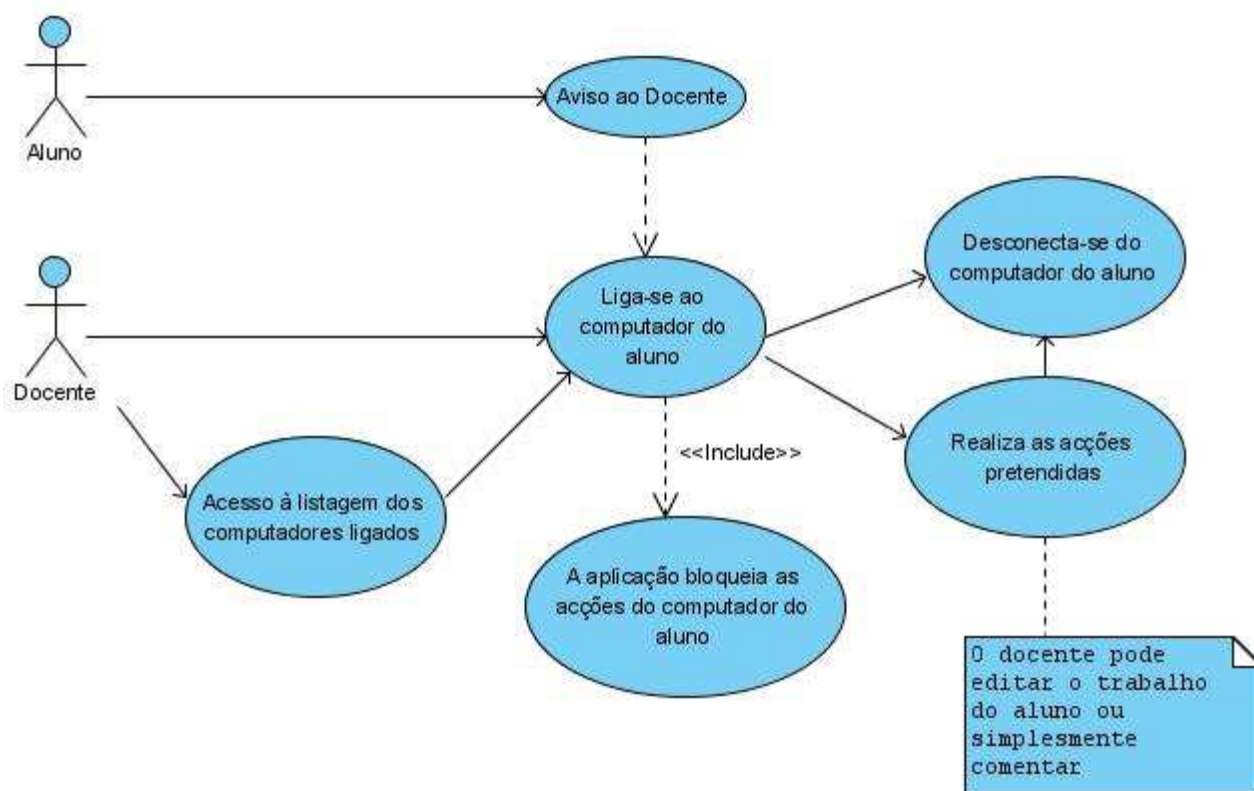 Aluno
Aviso ao Docente
Docente
Liga-se ao
computador do
aluno
Desconecta-se do
computador do aluno
Realiza as acções
pretendidas
Acesso à listagem dos
computadores ligados
<<Include>>
A aplicação bloqueia as
acções do computador do
aluno
O docente pode
editar o trabalho
do aluno ou
simplesmente
comentar